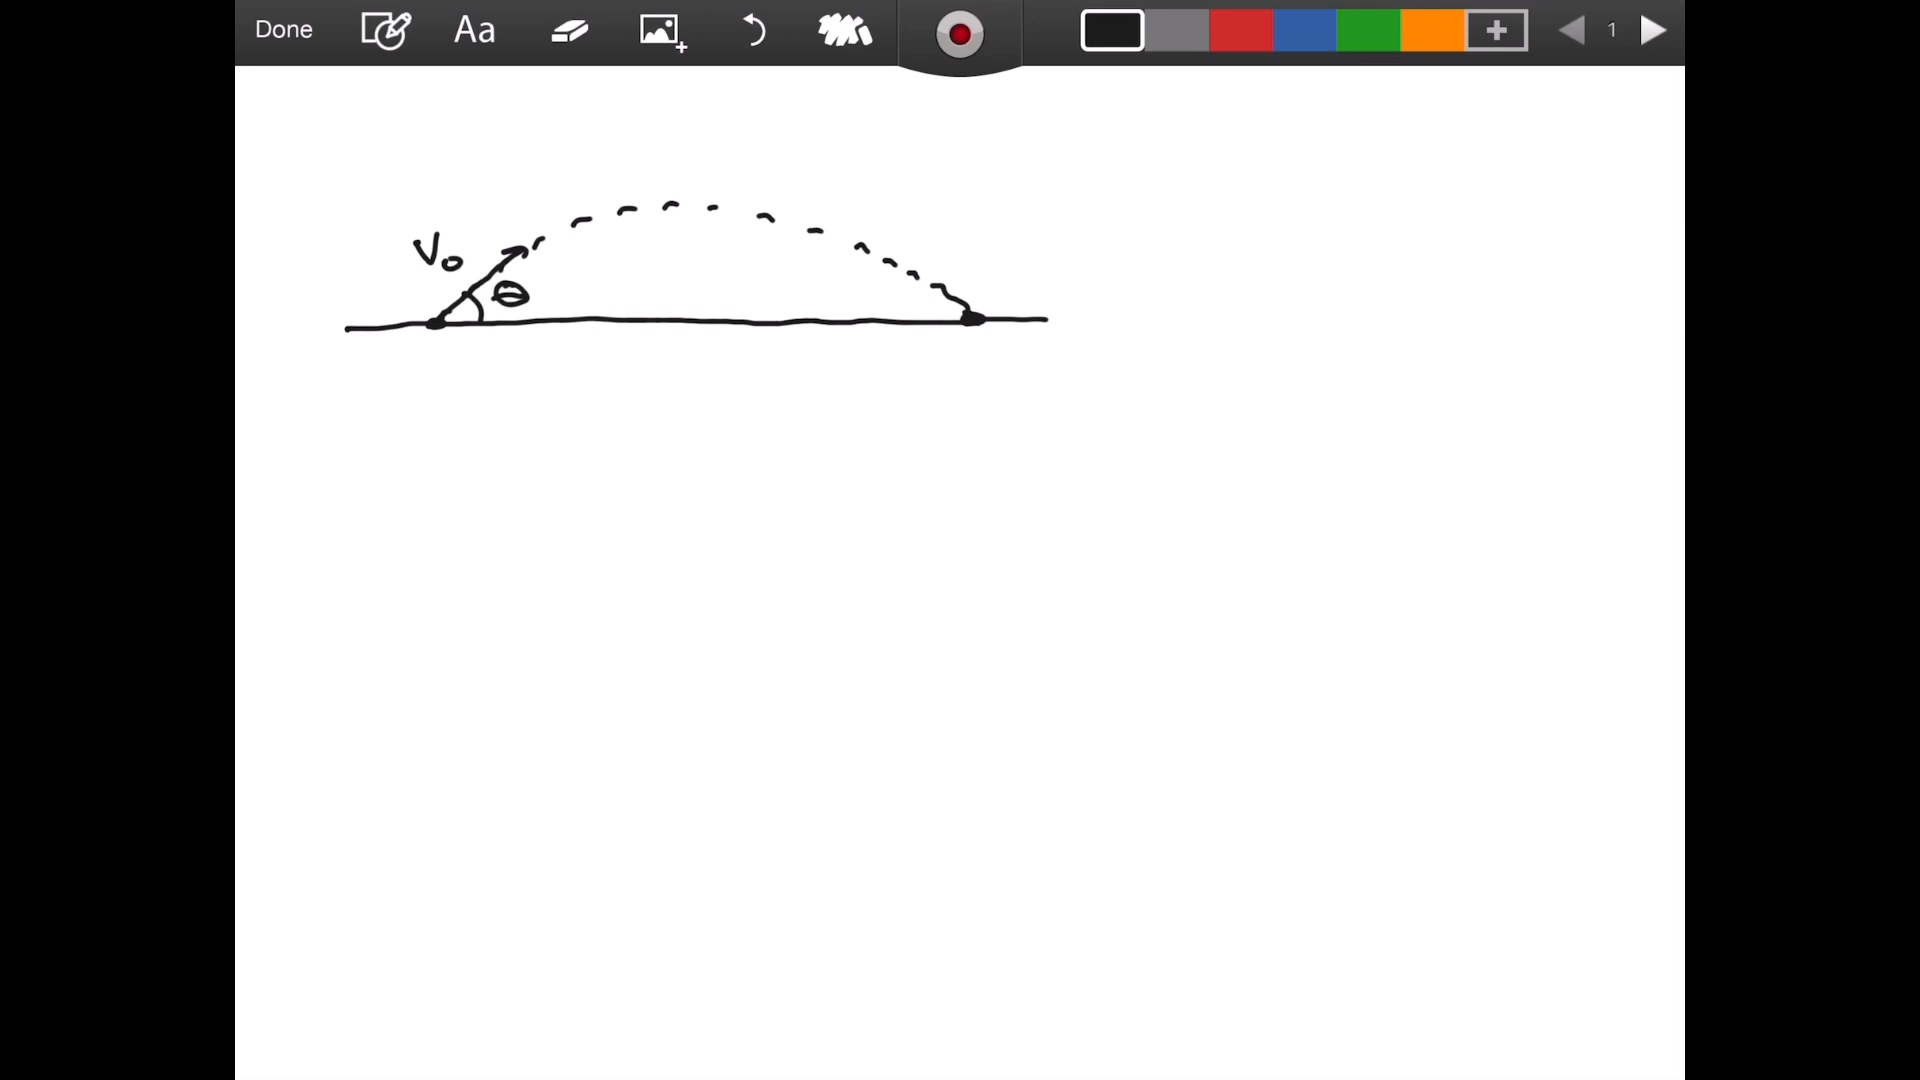 Done Aa 1
V₀
θ